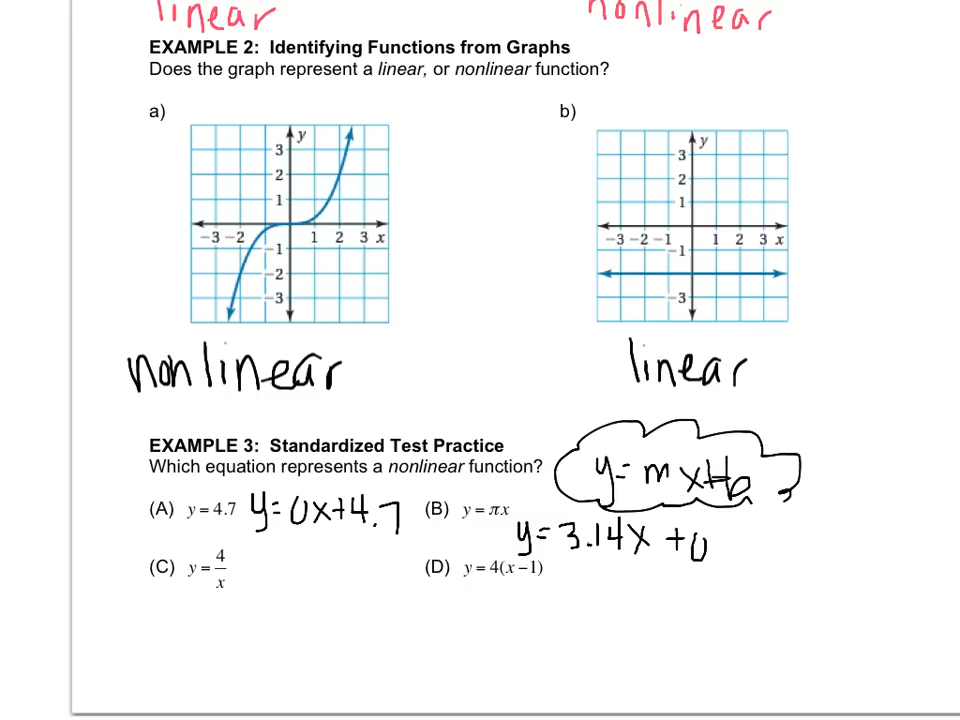 linear nonlinear
EXAMPLE 2: Identifying Functions from Graphs
Does the graph represent a linear, or nonlinear function?
a) b)
y
3
2
1
-3 -2 1 2 3 x
-1
-2
-3
y
3
2
1
-3 -2 -1 1 2 3 x
-1
-3
nonlinear linear
EXAMPLE 3: Standardized Test Practice
Which equation represents a nonlinear function?
y = mx+b
(A) y = 4.7 y = 0x+4.7 (B) y = πx
y = 3.14x + 0
(C) y = 4/x (D) y = 4(x − 1)